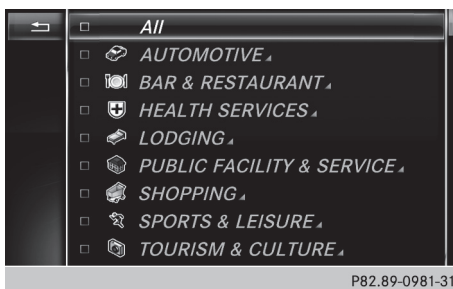 All
AUTOMOTIVE
BAR & RESTAURANT
HEALTH SERVICES
LODGING
PUBLIC FACILITY & SERVICE
SHOPPING
SPORTS & LEISURE
TOURISM & CULTURE
P82.89-0981-31